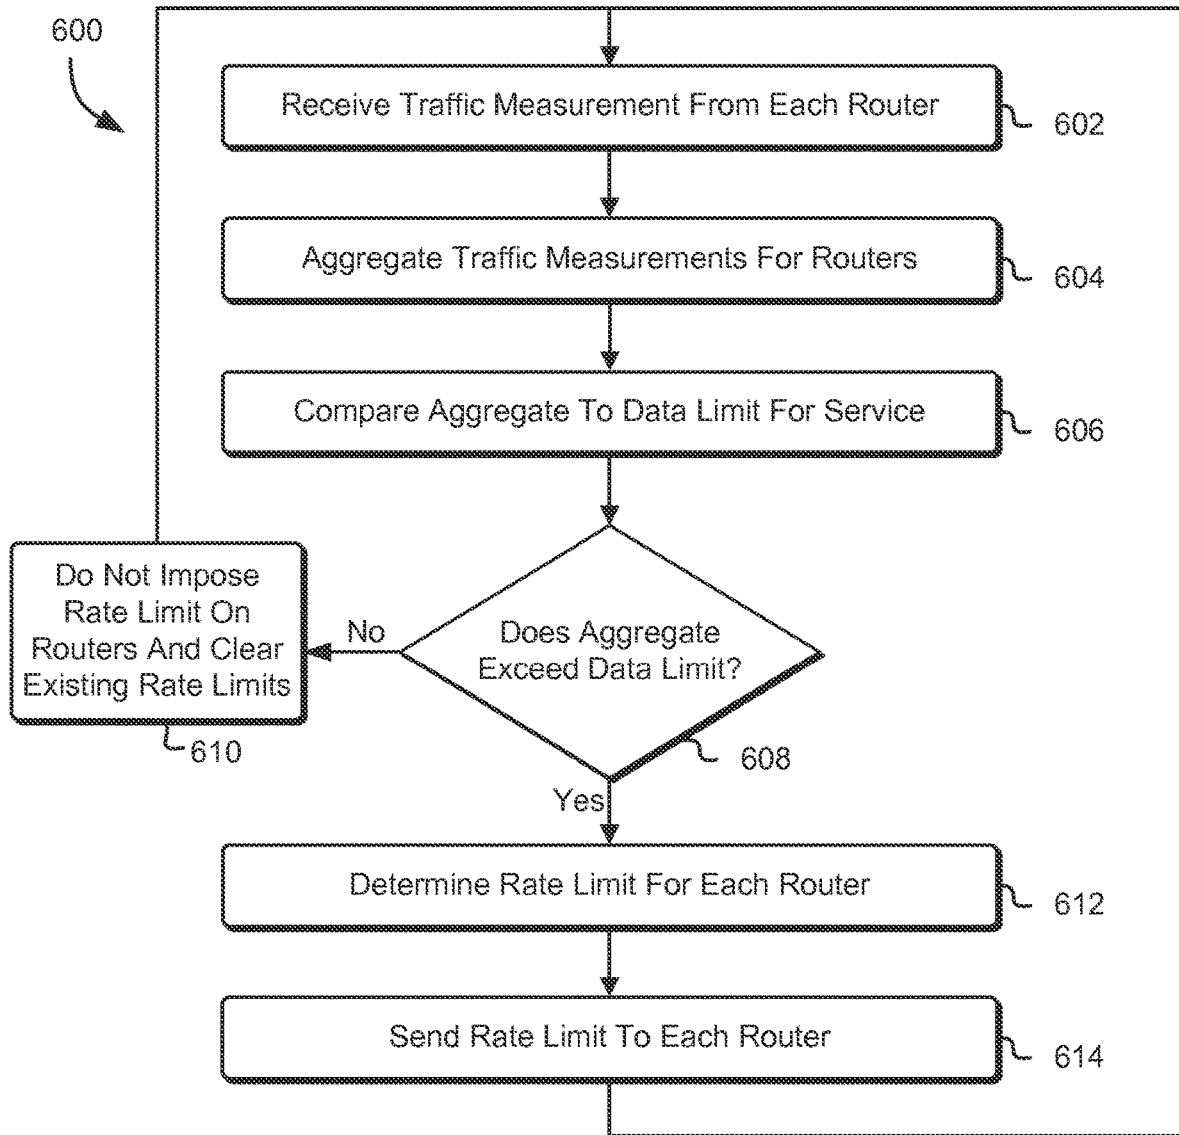 600
Receive Traffic Measurement From Each Router
602
Aggregate Traffic Measurements For Routers
604
Compare Aggregate To Data Limit For Service
606
Do Not Impose
Rate Limit On
Routers And Clear
Existing Rate Limits
610
No
Does Aggregate
Exceed Data Limit?
608
Yes
Determine Rate Limit For Each Router
612
Send Rate Limit To Each Router
614